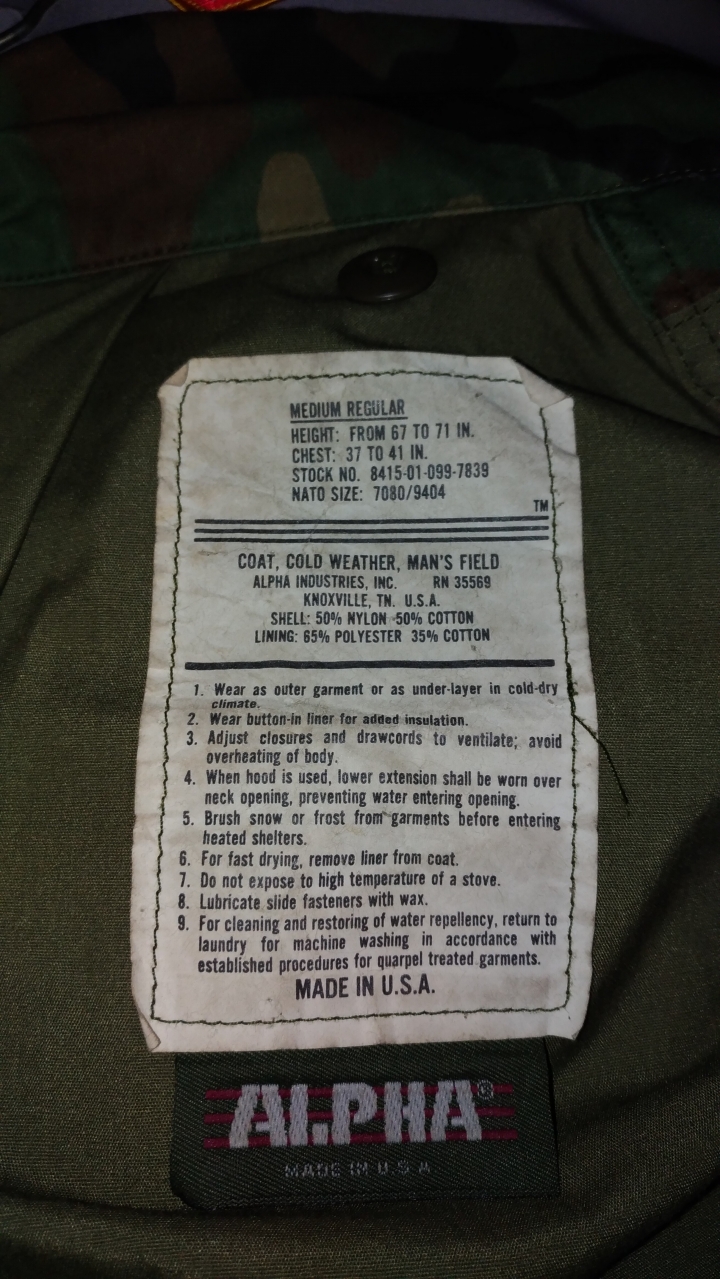 MEDIUM REGULAR
HEIGHT: FROM 67 TO 71 IN.
CHEST: 37 TO 41 IN.
STOCK NO. 8415-01-099-7839
NATO SIZE: 7080/9404
TM
COAT, COLD WEATHER, MAN'S FIELD
ALPHA INDUSTRIES, INC. RN 35569
KNOXVILLE, TN. U.S.A.
SHELL: 50% NYLON 50% COTTON
LINING: 65% POLYESTER 35% COTTON
1. Wear as outer garment or as under-layer in cold-dry
climate.
2. Wear button-in liner for added insulation.
3. Adjust closures and drawcords to ventilate; avoid
overheating of body.
4. When hood is used, lower extension shall be worn over
neck opening, preventing water entering opening.
5. Brush snow or frost from garments before entering
heated shelters.
6. For fast drying, remove liner from coat.
7. Do not expose to high temperature of a stove.
8. Lubricate slide fasteners with wax.
9. For cleaning and restoring of water repellency, return to
laundry for machine washing in accordance with
established procedures for quarpel treated garments.
MADE IN U.S.A.
ALPHA®
MADE IN U.S.A